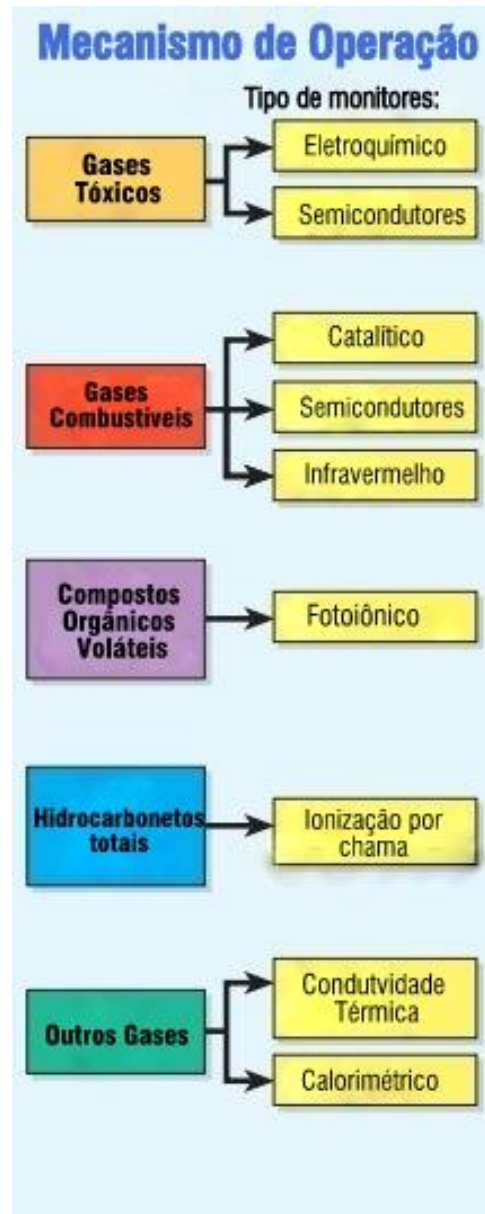 Mecanismo de Operação
Tipo de monitores:
Gases
Tóxicos
Eletroquímico
Semicondutores
Gases
Combustíveis
Catalítico
Semicondutores
Infravermelho
Compostos
Orgânicos
Voláteis
Fotoiônico
Hidrocarbonetos
totais
Ionização por
chama
Outros Gases
Condutvidade
Térmica
Calorimétrico